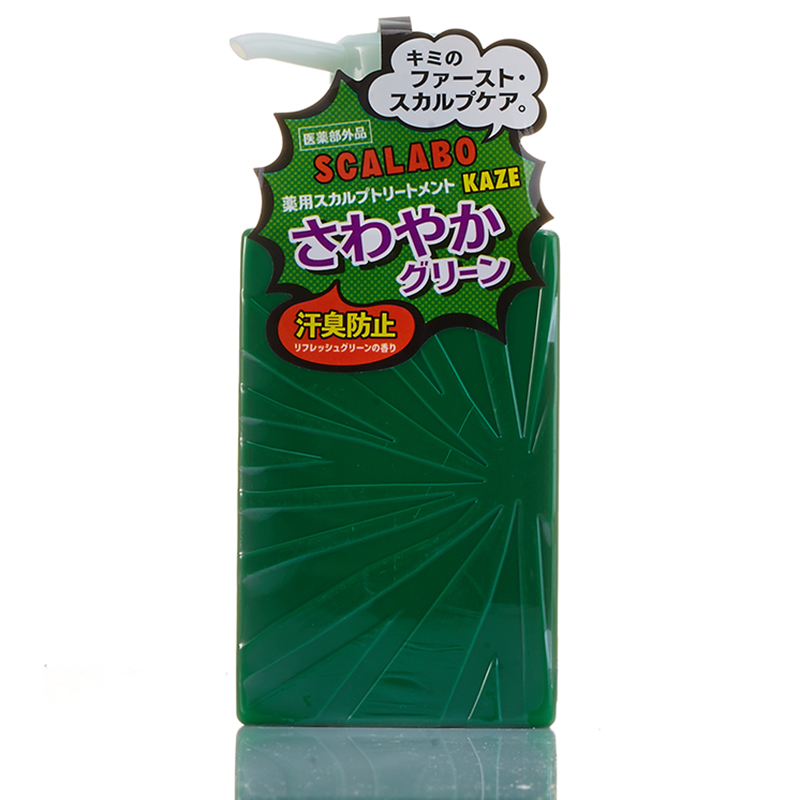 キミの
ファースト・
スカルプケア。
医薬部外品
SCALABO
KAZE
薬用スカルプトリートメント
さわやか
グリーン
汗臭防止
リフレッシュグリーンの香り